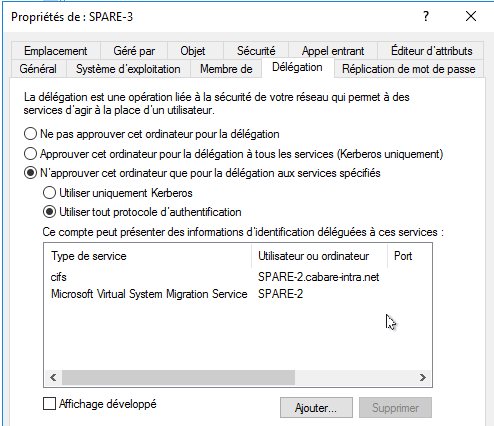 Propriétés de : SPARE-3
?
Emplacement Géré par Objet Sécurité Appel entrant Éditeur d'attributs
Général Système d'exploitation Membre de Délégation Réplication de mot de passe
La délégation est une opération liée à la sécurité de votre réseau qui permet à des
services d'agir à la place d'un utilisateur.
Ne pas approuver cet ordinateur pour la délégation
Approuver cet ordinateur pour la délégation à tous les services (Kerberos uniquement)
N'approuver cet ordinateur que pour la délégation aux services spécifiés
Utiliser uniquement Kerberos
Utiliser tout protocole d'authentification
Ce compte peut présenter des informations d'identification déléguées à ces services :
Type de service Utilisateur ou ordinateur Port
cifs SPARE-2.cabare-intra.net
Microsoft Virtual System Migration Service SPARE-2
Affichage développé
Ajouter... Supprimer